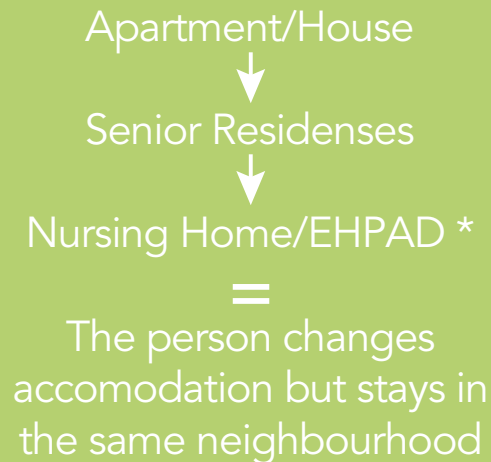 Apartment/House
Senior Residenses
Nursing Home/EHPAD *
=
The person changes
accomodation but stays in
the same neighbourhood